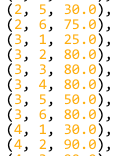 (2, 5, 30.0),
(2, 6, 75.0),
(3, 1, 25.0),
(3, 2, 80.0),
(3, 3, 80.0),
(3, 4, 80.0),
(3, 5, 50.0),
(3, 6, 80.0),
(4, 1, 30.0),
(4, 2, 90.0),